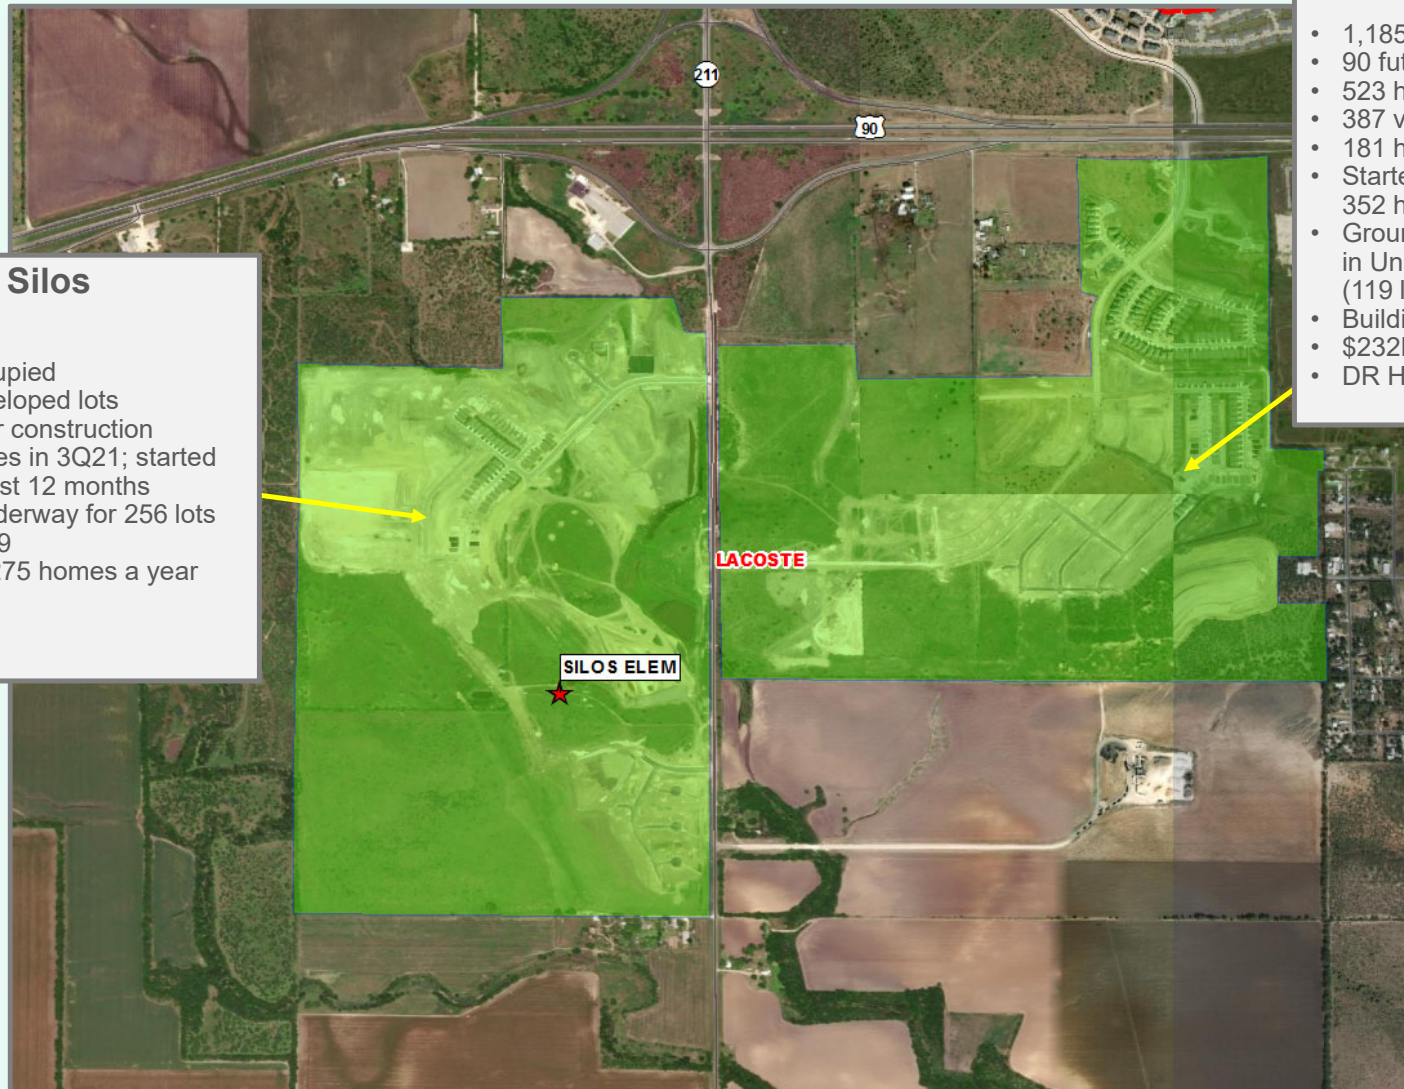 Silos
upied
eloped lots
r construction
es in 3Q21; started
st 12 months
derway for 256 lots
9
275 homes a year
• 1,185
• 90 fut
• 523 h
• 387 v
• 181 h
• Starte
352 h
• Groun
in Un
(119 l
• Buildi
• $232
• DR H
211
90
LACOSTE
SILOS ELEM